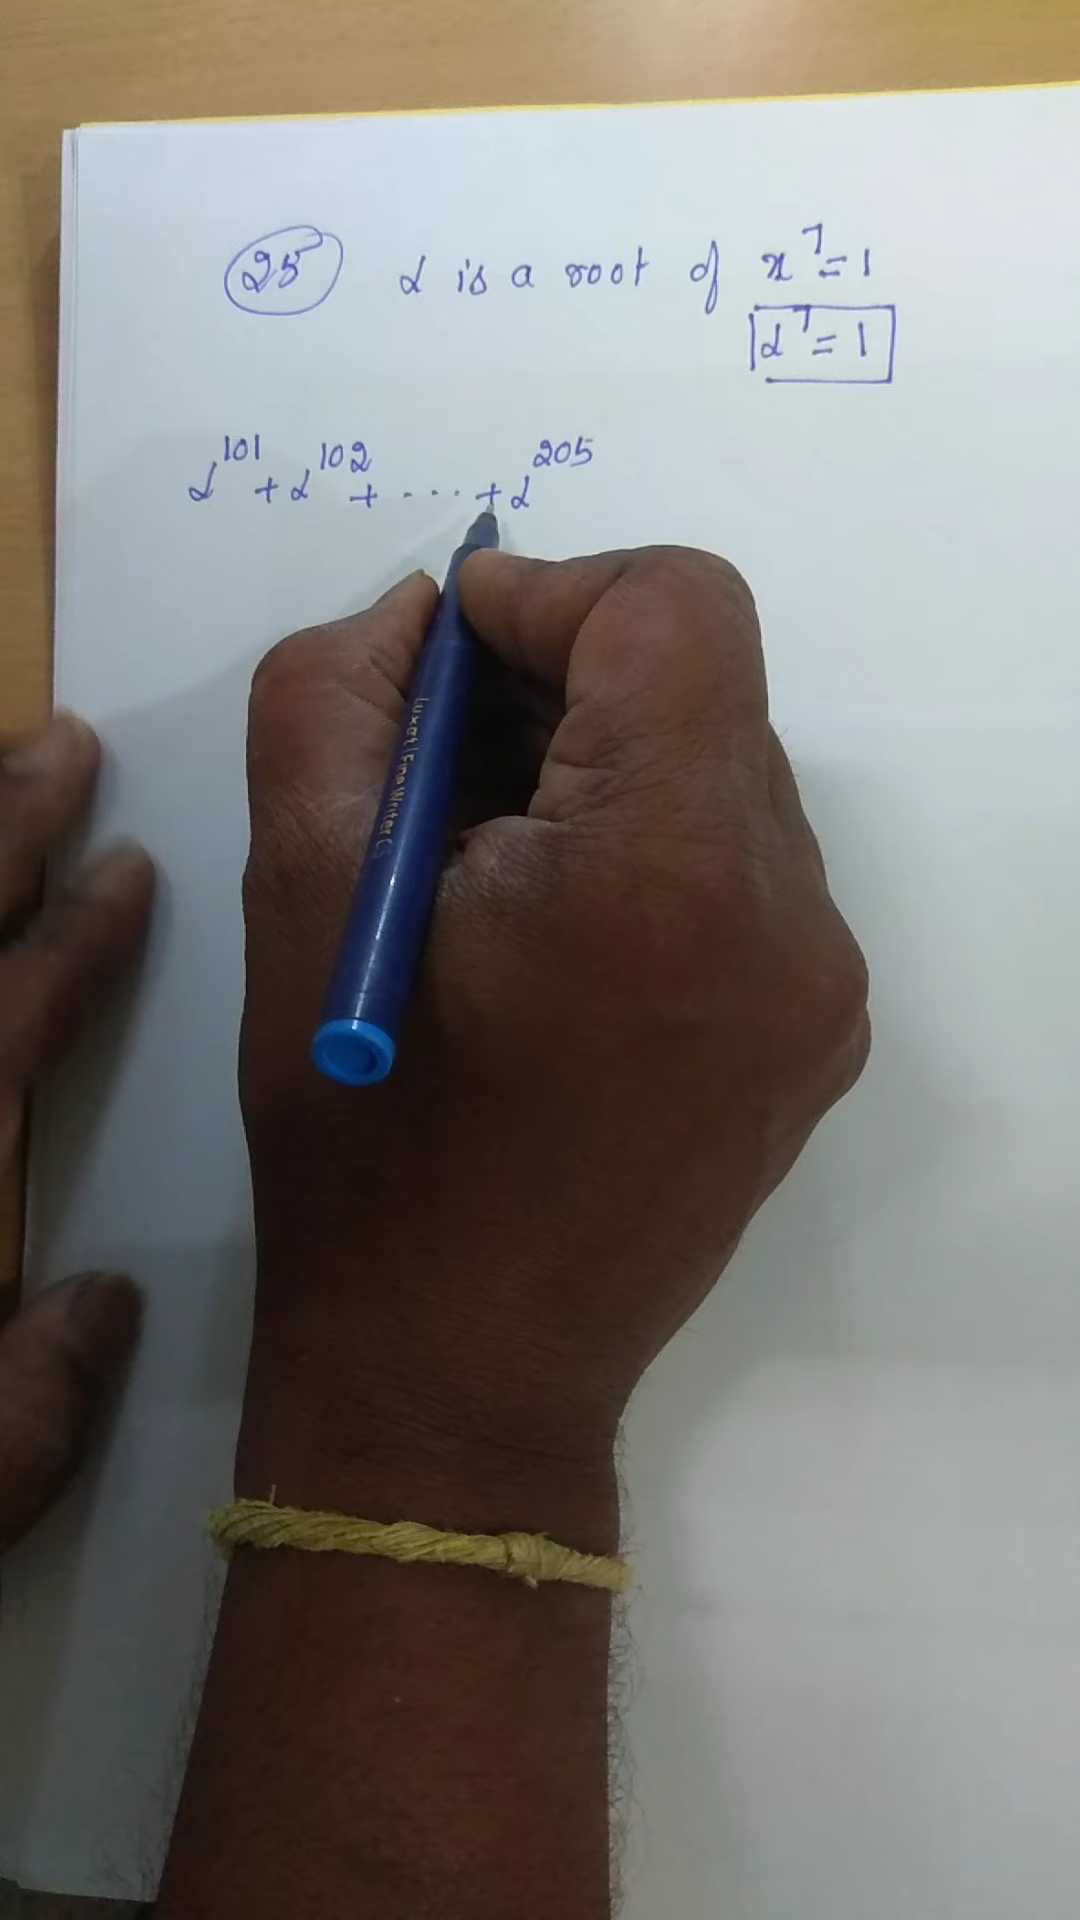 25 α is a root of x⁷=1
α⁷=1
α¹⁰¹+α¹⁰²+...+α²⁰⁵
Luxor Fine Writer